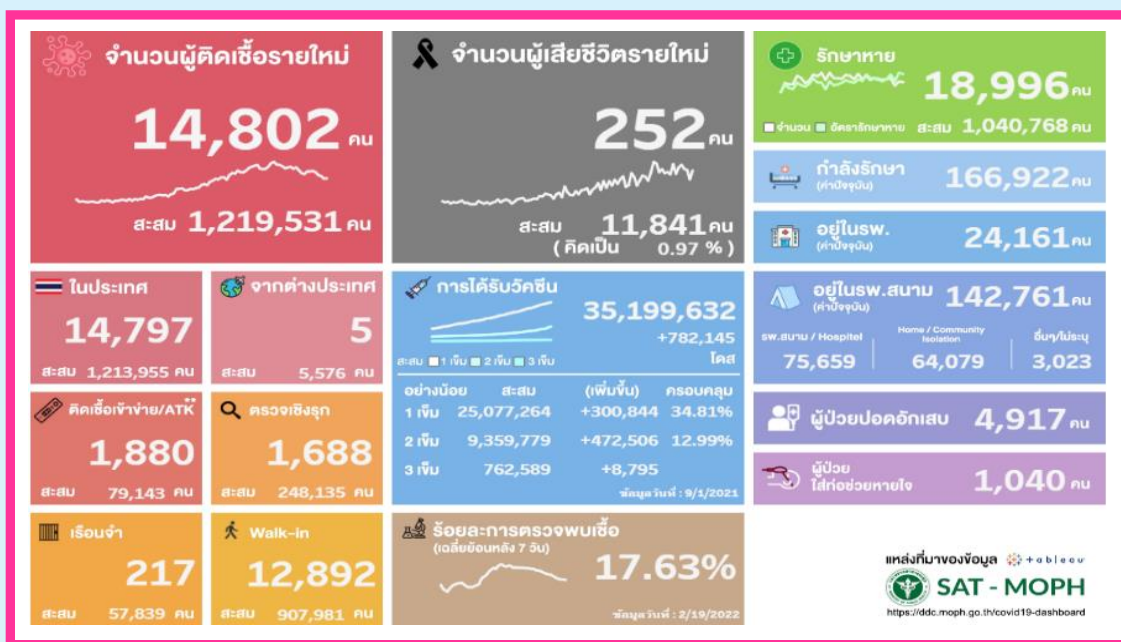 จำนวนผู้ติดเชื้อรายใหม่
14,802 คน
สะสม 1,219,531 คน
จำนวนผู้เสียชีวิตรายใหม่
252 คน
สะสม 11,841 คน
( คิดเป็น 0.97 % )
รักษาหาย
18,996 คน
จำนวน อัตรารักษาหาย สะสม 1,040,768 คน
กำลังรักษา
(ค่าปัจจุบัน)
166,922 คน
อยู่ในรพ.
(ค่าปัจจุบัน)
24,161 คน
ในประเทศ
14,797
สะสม 1,213,955 คน
จากต่างประเทศ
5
สะสม 5,576 คน
การได้รับวัคซีน
35,199,632
+782,145
โดส
สะสม 1 เข็ม 2 เข็ม 3 เข็ม
อย่างน้อย สะสม (เพิ่มขึ้น) ครอบคลุม
1 เข็ม 25,077,264 +300,844 34.81%
2 เข็ม 9,359,779 +472,506 12.99%
3 เข็ม 762,589 +8,795
ข้อมูลวันที่ : 9/1/2021
อยู่ในรพ.สนาม
(ค่าปัจจุบัน)
142,761 คน
รพ.สนาม / Hospitel
75,659
Home / Community
Isolation
64,079
อื่นๆ/ไม่ระบุ
3,023
ติดเชื้อเข้าข่าย/ATK**
1,880
สะสม 79,143 คน
ตรวจเชิงรุก
1,688
สะสม 248,135 คน
ผู้ป่วยปอดอักเสบ 4,917 คน
ผู้ป่วย
ใส่ท่อช่วยหายใจ
1,040 คน
เรือนจำ
217
สะสม 57,839 คน
Walk-in
12,892
สะสม 907,981 คน
ร้อยละการตรวจพบเชื้อ
(เฉลี่ยย้อนหลัง 7 วัน)
17.63%
ข้อมูลวันที่ : 2/19/2022
แหล่งที่มาของข้อมูล +ableau
SAT - MOPH
https://ddc.moph.go.th/covid19-dashboard